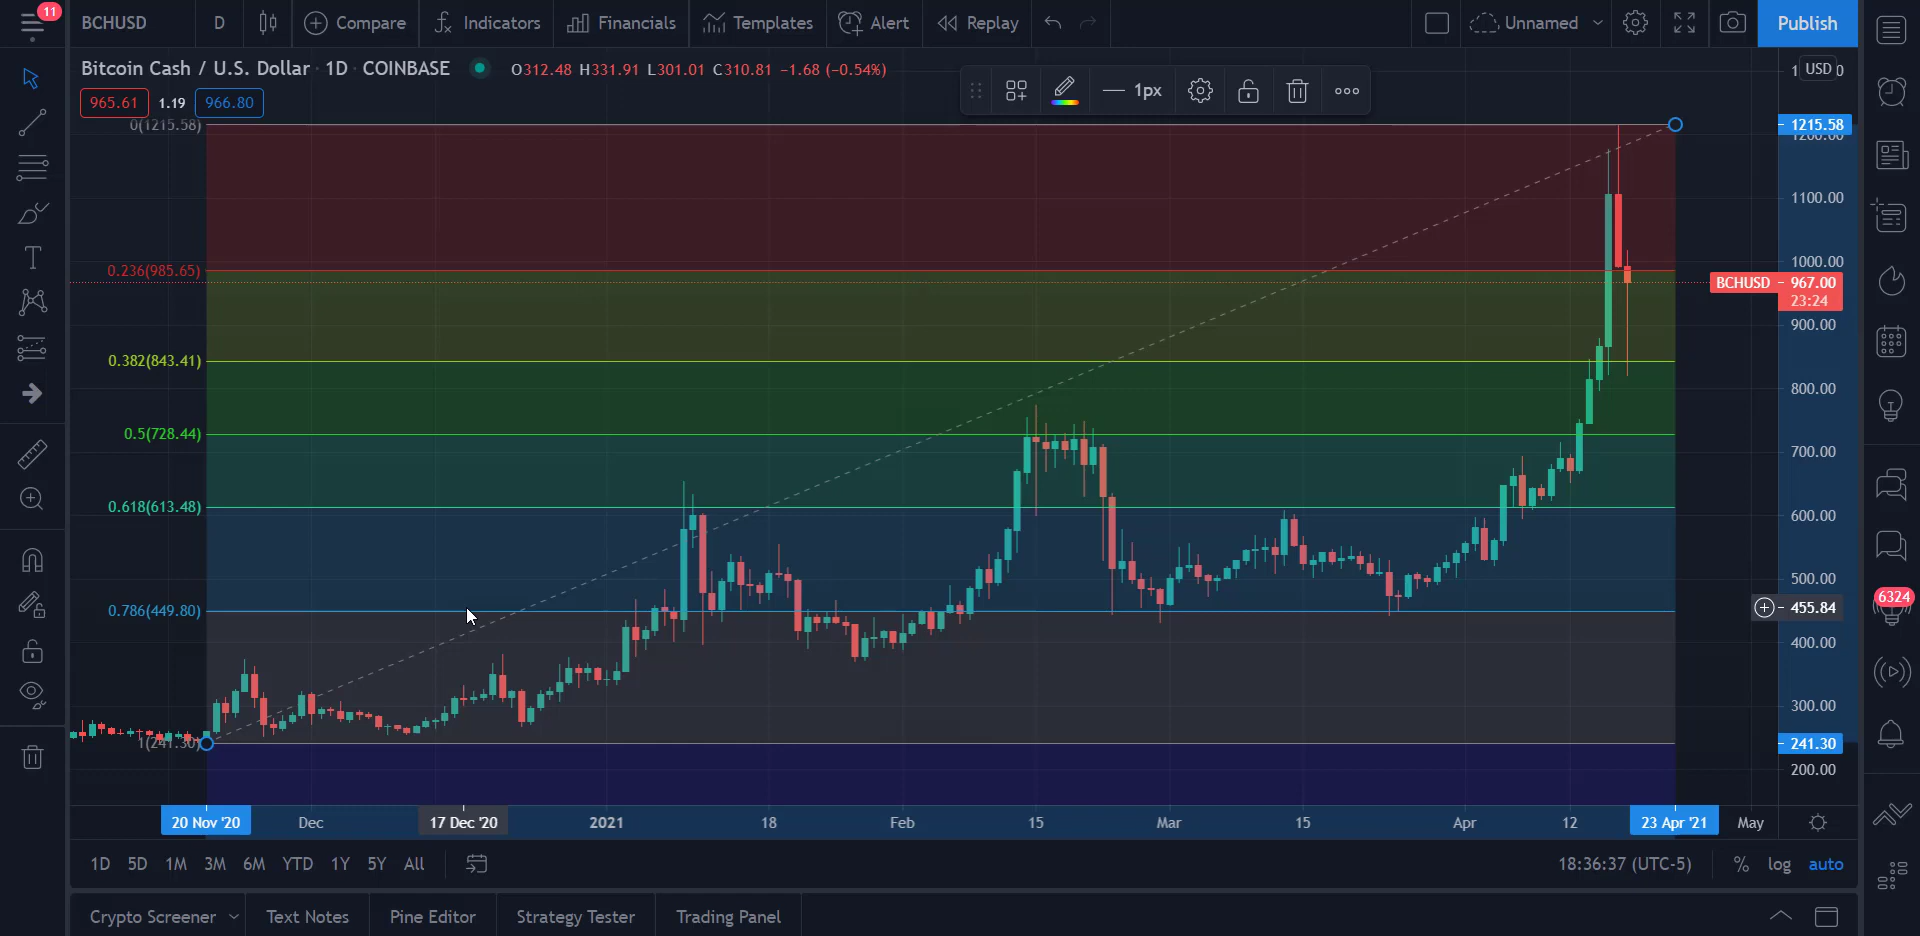 11
BCHUSD
D
Compare
Indicators
Financials
Templates
Alert
Replay
Unnamed
Publish
Bitcoin Cash / U.S. Dollar · 1D · COINBASE
O312.48 H331.91 L301.01 C310.81 −1.68 (−0.54%)
965.61 1.19 966.80
1px
USD
0(1215.58)
0.236(985.65)
0.382(843.41)
0.5(728.44)
0.618(613.48)
0.786(449.80)
1(241.30)
1215.58
1200.00
1100.00
1000.00
BCHUSD 967.00
23:24
900.00
800.00
700.00
600.00
500.00
455.84
400.00
300.00
241.30
200.00
6324
20 Nov '20
Dec
17 Dec '20
2021
18
Feb
15
Mar
15
Apr
12
23 Apr '21
May
1D 5D 1M 3M 6M YTD 1Y 5Y All
18:36:37 (UTC-5)
% log auto
Crypto Screener
Text Notes
Pine Editor
Strategy Tester
Trading Panel